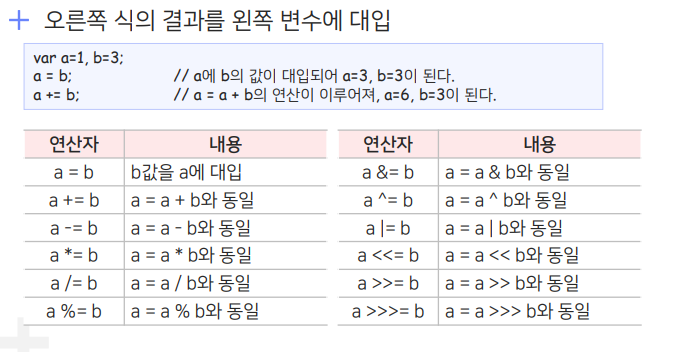 오른쪽 식의 결과를 왼쪽 변수에 대입
var a=1, b=3;
a = b; // a에 b의 값이 대입되어 a=3, b=3이 된다.
a += b; // a = a + b의 연산이 이루어져, a=6, b=3이 된다.
연산자 내용 연산자 내용
a = b b값을 a에 대입 a &= b a = a & b와 동일
a += b a = a + b와 동일 a ^= b a = a ^ b와 동일
a -= b a = a - b와 동일 a |= b a = a | b와 동일
a *= b a = a * b와 동일 a <<= b a = a << b와 동일
a /= b a = a / b와 동일 a >>= b a = a >> b와 동일
a %= b a = a % b와 동일 a >>>= b a = a >>> b와 동일